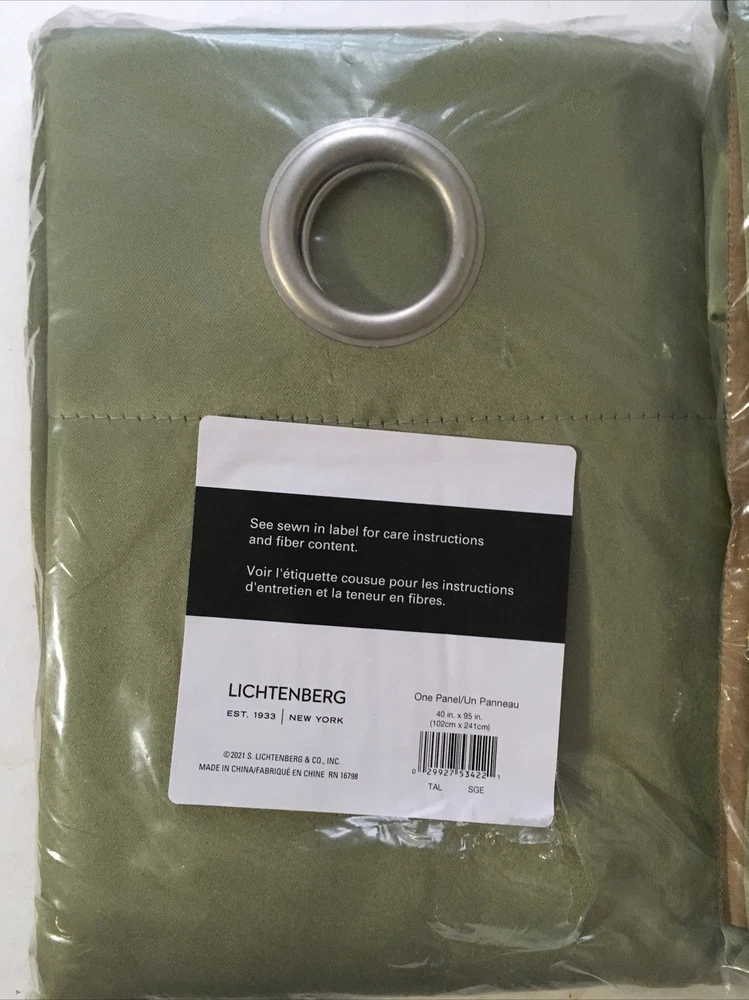 See sewn in label for care instructions
and fiber content.
Voir l'étiquette cousue pour les instructions
d'entretien et la teneur en fibres.
LICHTENBERG
EST. 1933 | NEW YORK
©2021 S. LICHTENBERG & CO., INC.
MADE IN CHINA/FABRIQUÉ EN CHINE RN 16798
One Panel/Un Panneau
40 in. x 95 in.
(102cm x 241cm)
0 29927 53422 1
TAL SGE